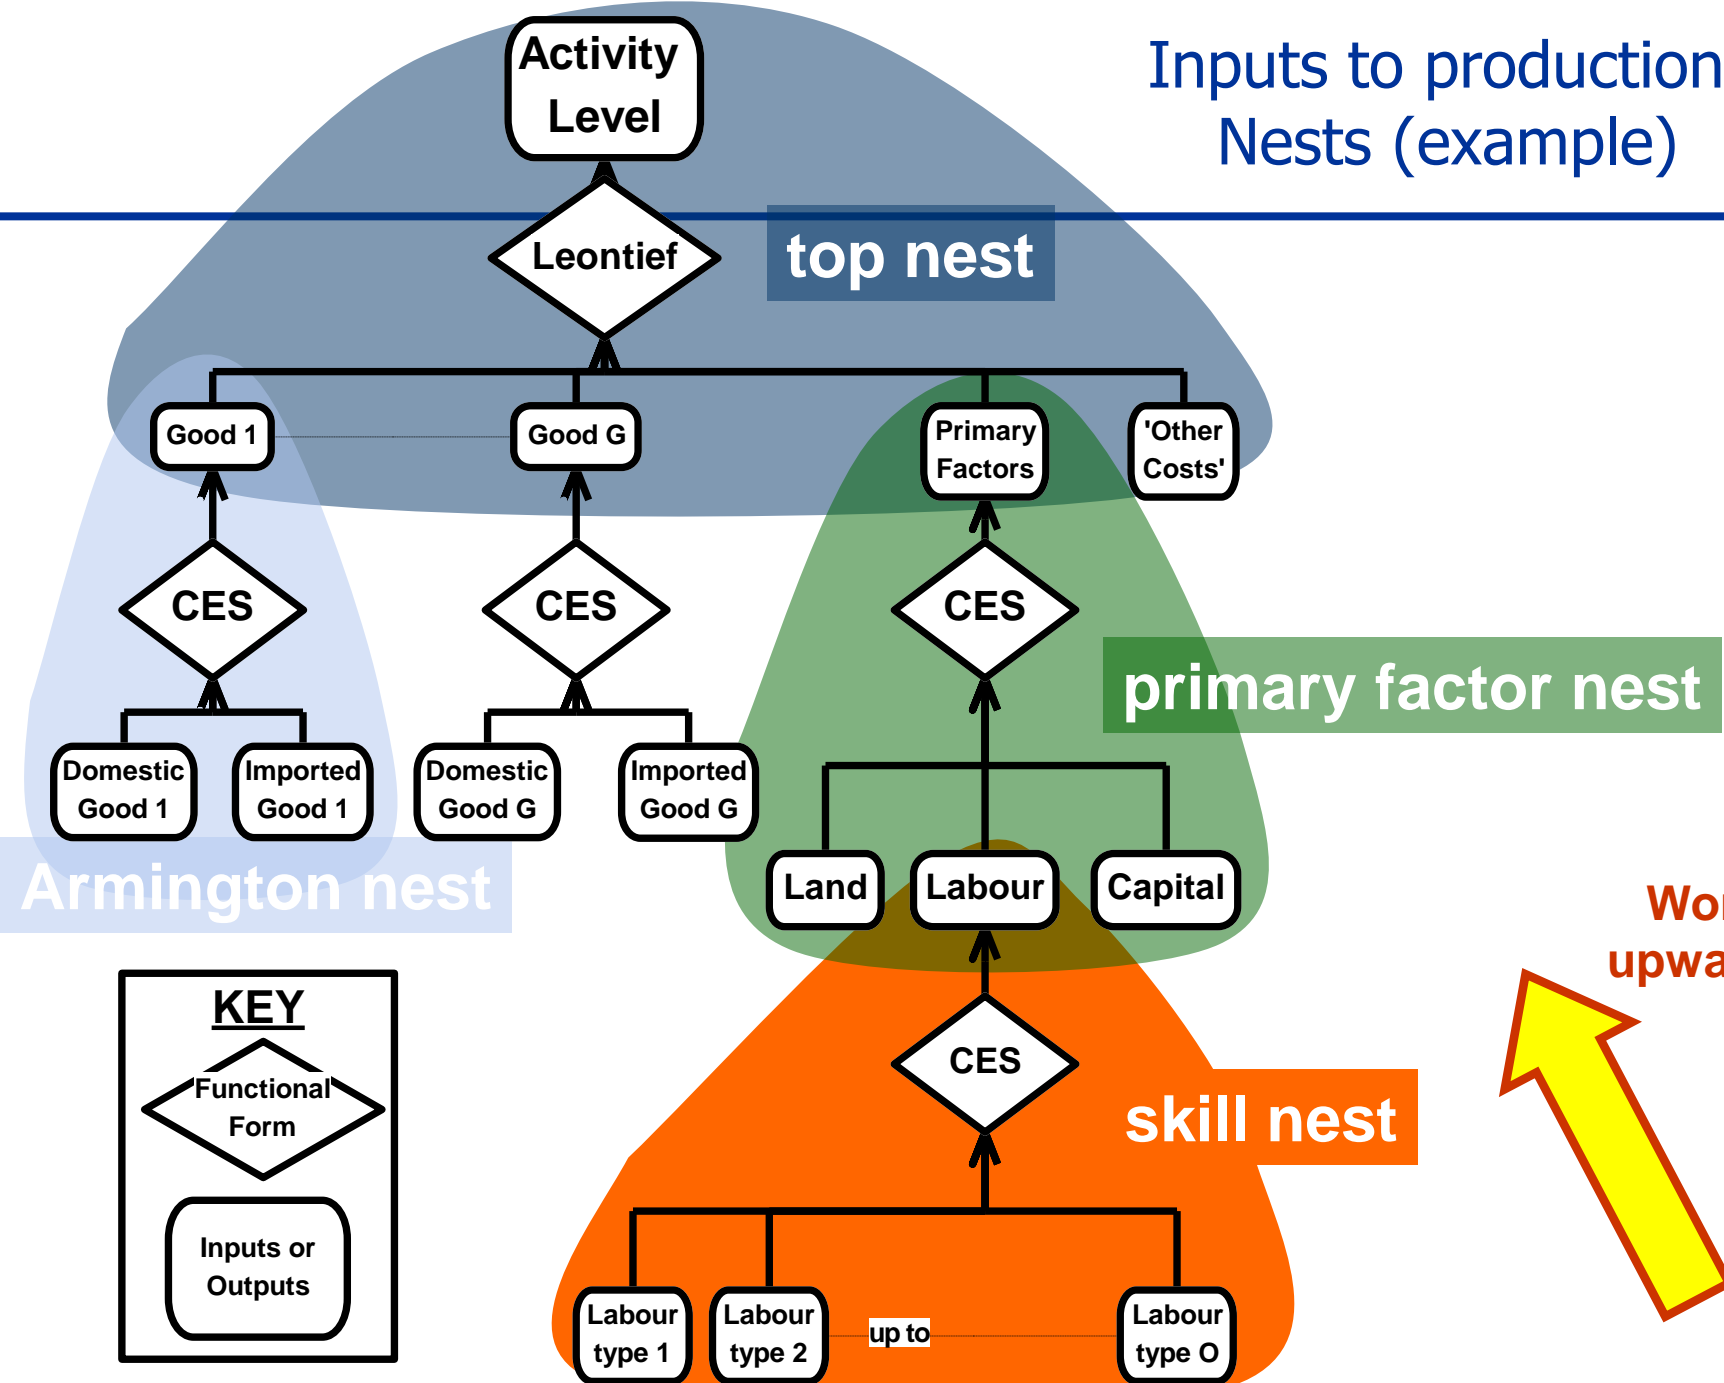 Inputs to production
Nests (example)
Activity
Level
Leontief
top nest
Good 1
Good G
Primary
Factors
'Other
Costs'
CES
CES
CES
primary factor nest
Domestic
Good 1
Imported
Good 1
Domestic
Good G
Imported
Good G
Armington nest
Land
Labour
Capital
upwa
KEY
Functional
Form
Inputs or
Outputs
CES
skill nest
Labour
type 1
Labour
type 2
up to
Labour
type O